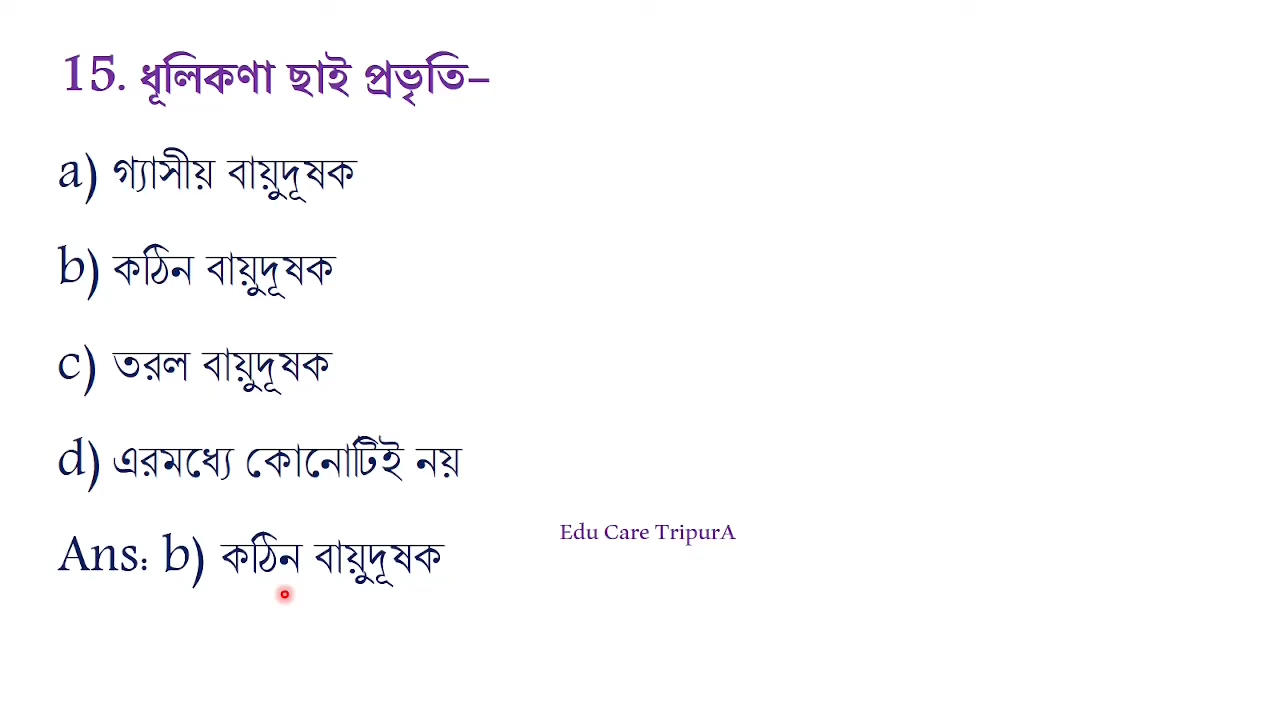 15. ধূলিকণা ছাই প্রভৃতি–
a) গ্যাসীয় বায়ুদূষক
b) কঠিন বায়ুদূষক
c) তরল বায়ুদূষক
d) এরমধ্যে কোনোটিই নয়
Edu Care TripurA
Ans: b) কঠিন বায়ুদূষক